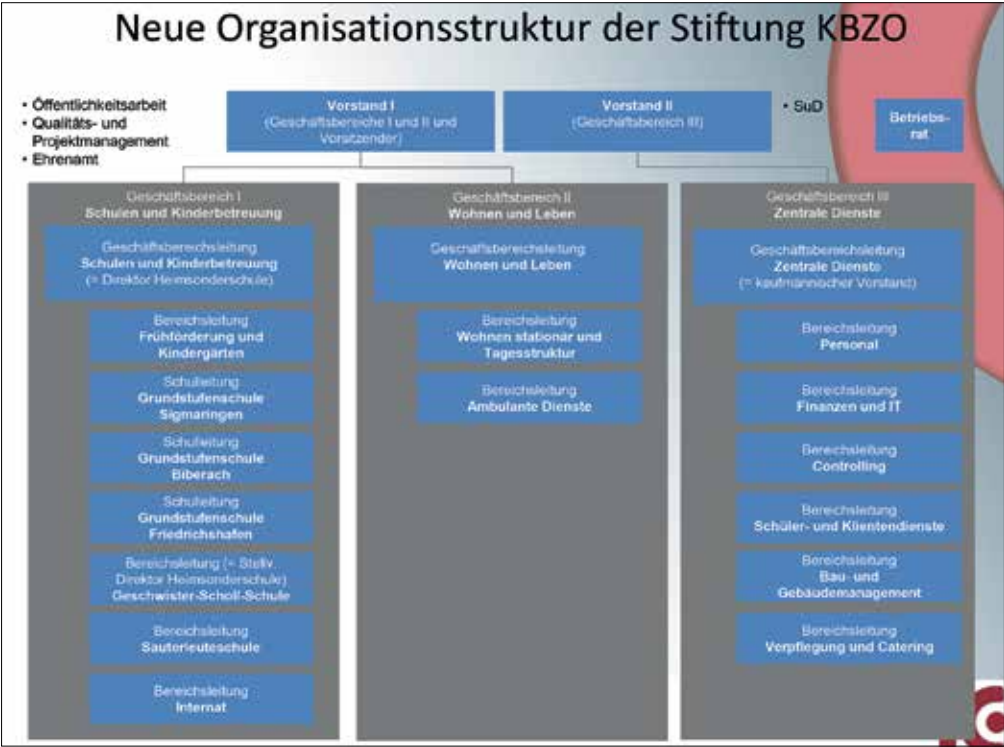 Neue Organisationsstruktur der Stiftung KBZO
• Öffentlichkeitsarbeit
• Qualitäts- und
Projektmanagement
• Ehrenamt
Vorstand I
(Geschäftsbereiche I und II und
Vorsitzender)
Vorstand II
(Geschäftsbereich III)
• SuD
Betriebs-
rat
Geschäftsbereich I
Schulen und Kinderbetreuung
Geschäftsbereichsleitung
Schulen und Kinderbetreuung
(= Direktor Heimsonderschule)
Bereichsleitung
Frühförderung und
Kindergärten
Schulleitung
Grundstufenschule
Sigmaringen
Schulleitung
Grundstufenschule
Biberach
Schulleitung
Grundstufenschule
Friedrichshafen
Bereichsleitung (= Stellv.
Direktor Heimsonderschule)
Geschwister-Scholl-Schule
Bereichsleitung
Sauterleuteschule
Bereichsleitung
Internat
Geschäftsbereich II
Wohnen und Leben
Geschäftsbereichsleitung
Wohnen und Leben
Bereichsleitung
Wohnen stationär und
Tagesstruktur
Bereichsleitung
Ambulante Dienste
Geschäftsbereich III
Zentrale Dienste
Geschäftsbereichsleitung
Zentrale Dienste
(= kaufmännischer Vorstand)
Bereichsleitung
Personal
Bereichsleitung
Finanzen und IT
Bereichsleitung
Controlling
Bereichsleitung
Schüler- und Klientendienste
Bereichsleitung
Bau- und
Gebäudemanagement
Bereichsleitung
Verpflegung und Catering